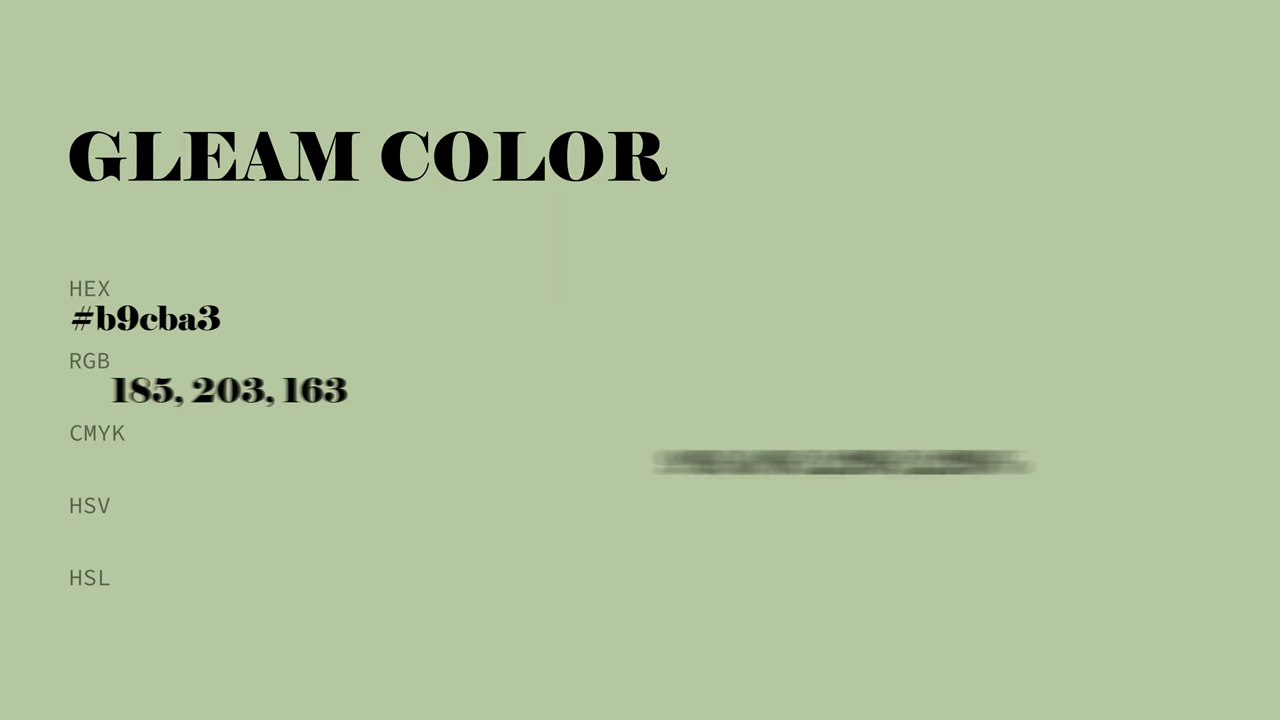 GLEAM COLOR
HEX
#b9cba3
RGB
185, 203, 163
CMYK
HSV
HSL